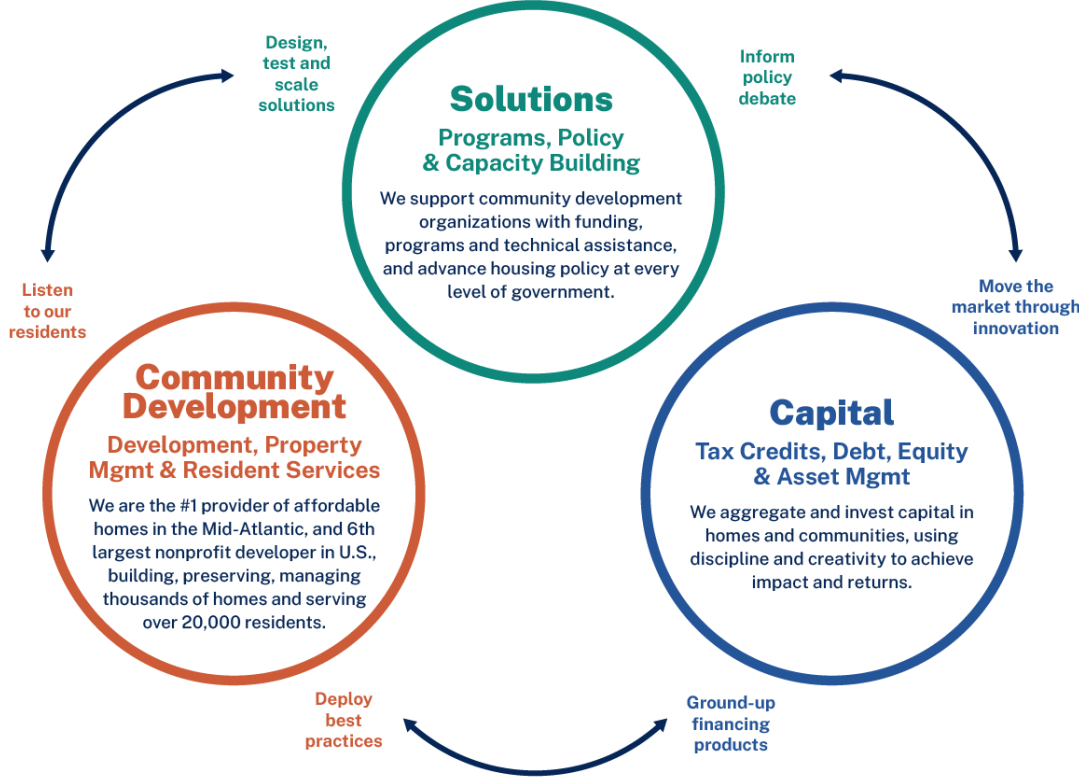 Design,
test and
scale
solutions
Inform
policy
debate
Solutions
Programs, Policy
& Capacity Building
We support community development
organizations with funding,
programs and technical assistance,
and advance housing policy at every
level of government.
Listen
to our
residents
Move the
market through
innovation
Community
Development
Development, Property
Mgmt & Resident Services
We are the #1 provider of affordable
homes in the Mid-Atlantic, and 6th
largest nonprofit developer in U.S.,
building, preserving, managing
thousands of homes and serving
over 20,000 residents.
Capital
Tax Credits, Debt, Equity
& Asset Mgmt
We aggregate and invest capital in
homes and communities, using
discipline and creativity to achieve
impact and returns.
Deploy
best
practices
Ground-up
financing
products